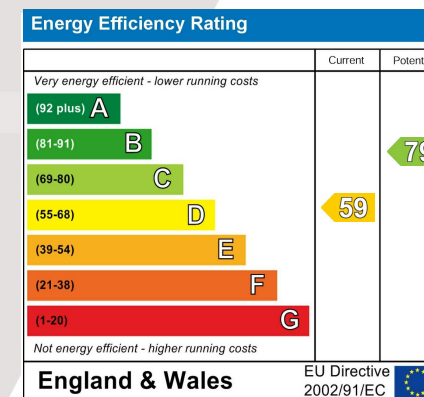 Energy Efficiency Rating
Current Potent
Very energy efficient - lower running costs
(92 plus) A
(81-91) B
79
(69-80) C
(55-68) D
59
(39-54) E
(21-38) F
(1-20) G
Not energy efficient - higher running costs
England & Wales
EU Directive
2002/91/EC